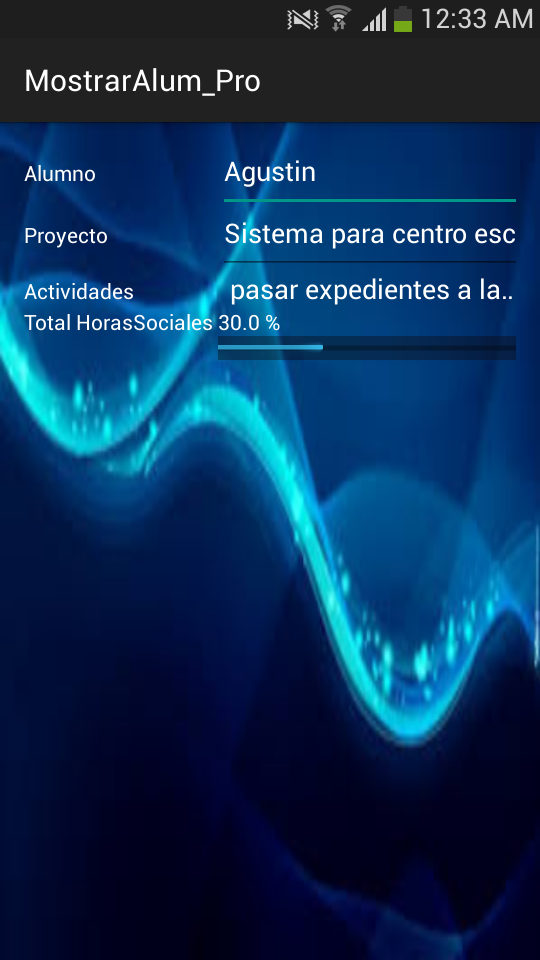 12:33 AM
MostrarAlum_Pro
Alumno Agustin
Proyecto Sistema para centro esc
Actividades pasar expedientes a la..
Total HorasSociales 30.0 %